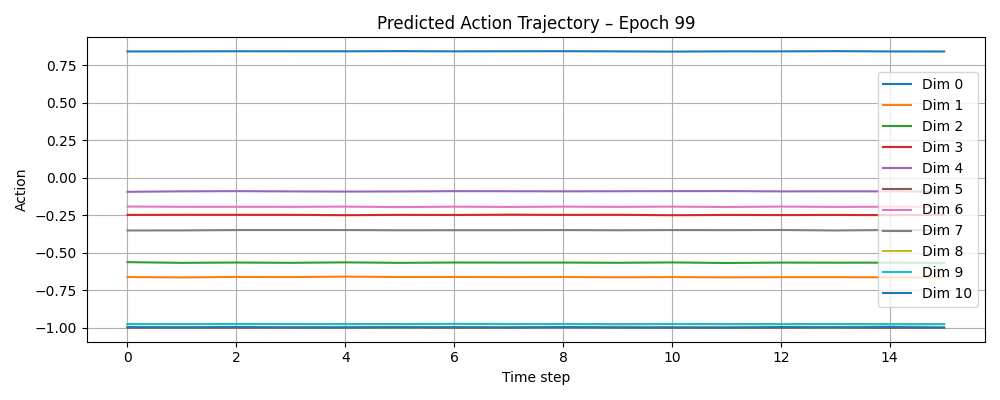 Predicted Action Trajectory – Epoch 99
Action
0.75
0.50
0.25
0.00
−0.25
−0.50
−0.75
−1.00
0 2 4 6 8 10 12 14
Time step
Dim 0
Dim 1
Dim 2
Dim 3
Dim 4
Dim 5
Dim 6
Dim 7
Dim 8
Dim 9
Dim 10